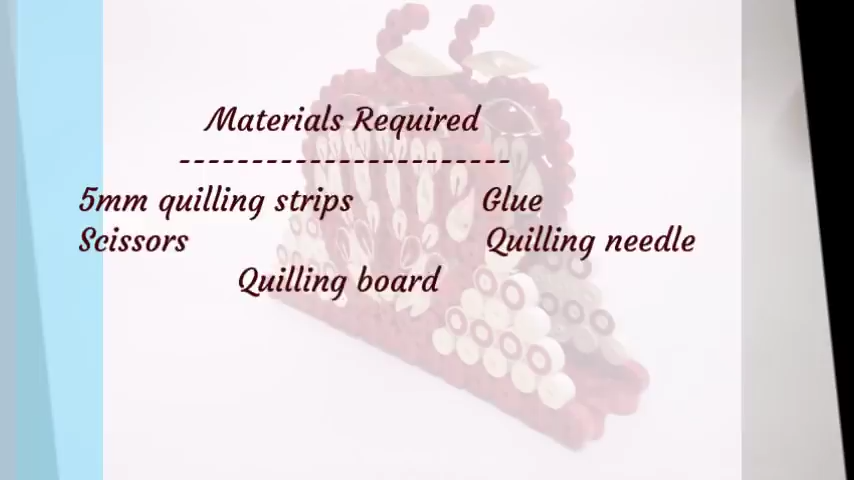 Materials Required
-----------------------
5mm quilling strips Glue
Scissors Quilling needle
Quilling board